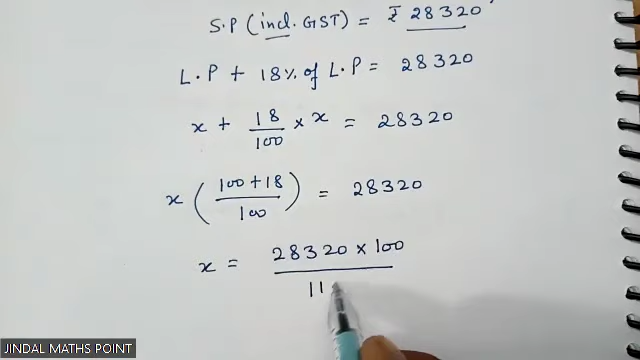 S.P (incl. GST) = ₹ 28320
L.P + 18% of L.P = 28320
x + 18/100 × x = 28320
x ( 100+18 / 100 ) = 28320
x = 28320 × 100 / 11
JINDAL MATHS POINT